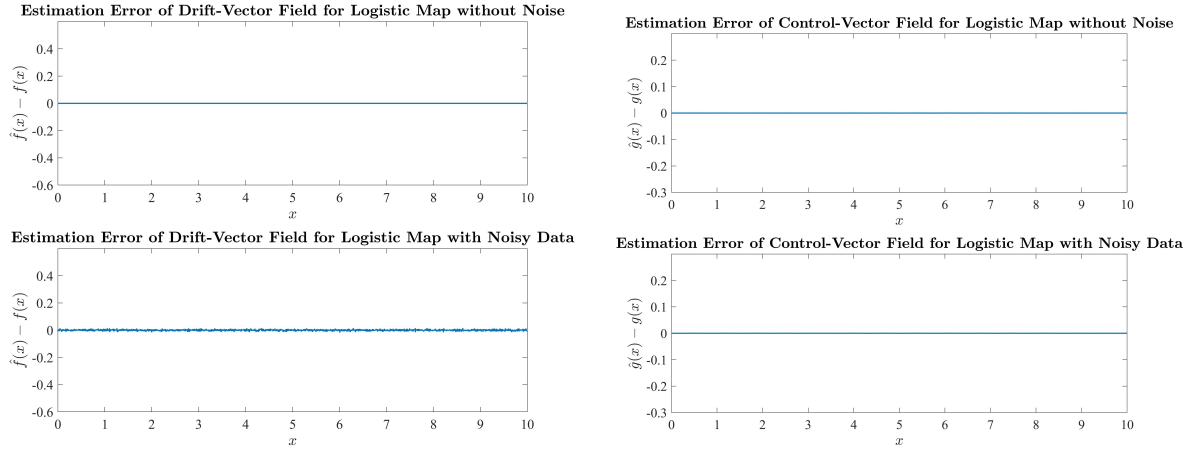 Estimation Error of Drift-Vector Field for Logistic Map without Noise
0.4
0.2
0
-0.2
-0.4
-0.6
0 1 2 3 4 5 6 7 8 9 10
x
f̂(x) − f(x)
Estimation Error of Control-Vector Field for Logistic Map without Noise
0.2
0.1
0
-0.1
-0.2
-0.3
0 1 2 3 4 5 6 7 8 9 10
x
ĝ(x) − g(x)
Estimation Error of Drift-Vector Field for Logistic Map with Noisy Data
0.4
0.2
0
-0.2
-0.4
-0.6
0 1 2 3 4 5 6 7 8 9 10
x
f̂(x) − f(x)
Estimation Error of Control-Vector Field for Logistic Map with Noisy Data
0.2
0.1
0
-0.1
-0.2
-0.3
0 1 2 3 4 5 6 7 8 9 10
x
ĝ(x) − g(x)